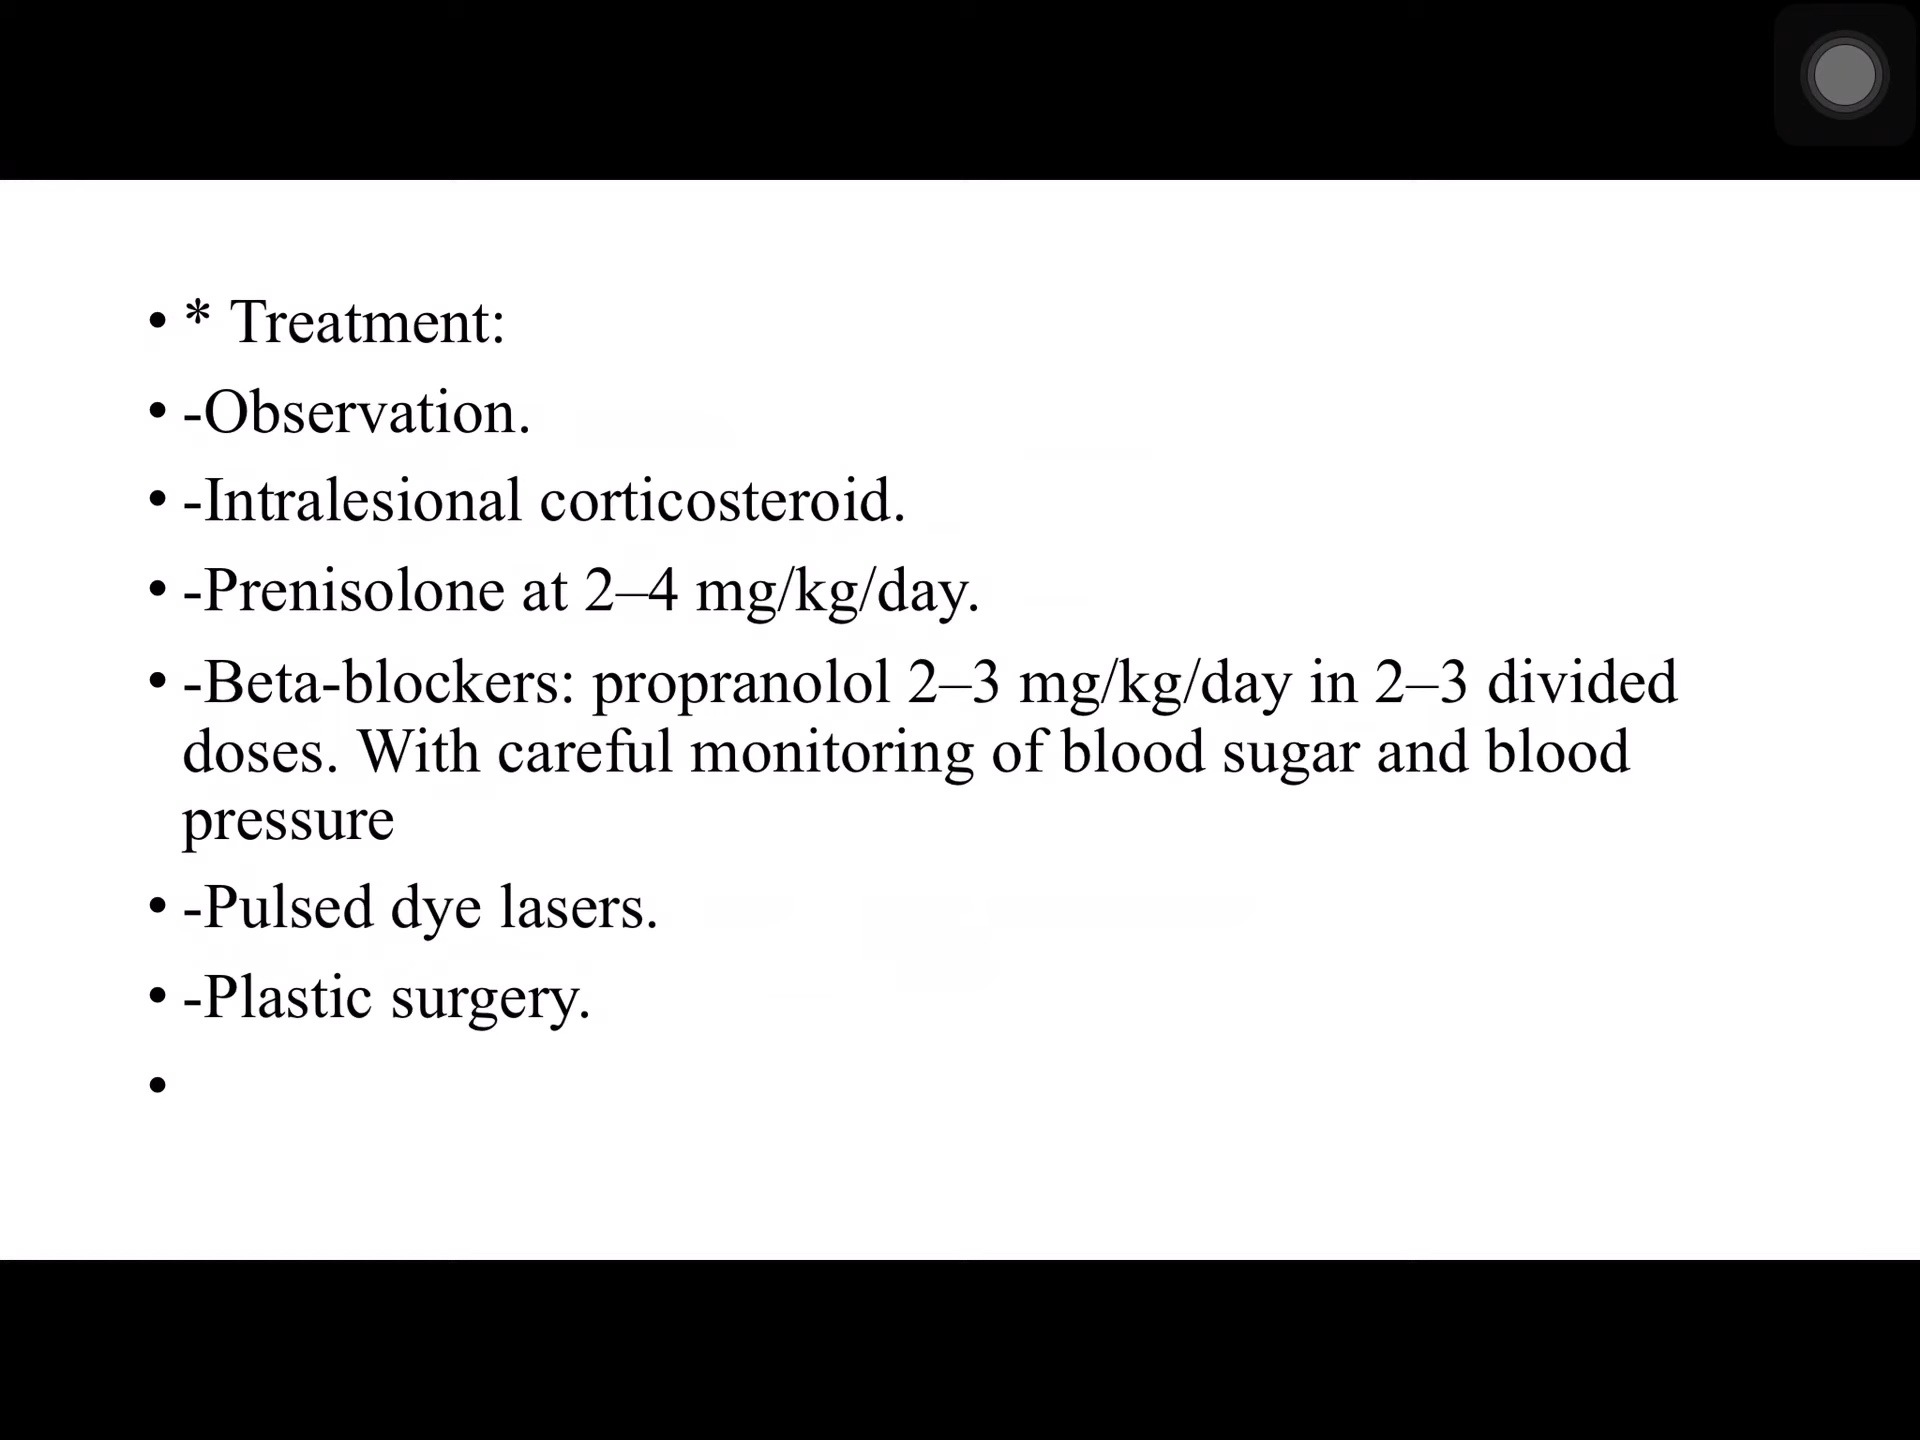 • * Treatment:
• -Observation.
• -Intralesional corticosteroid.
• -Prenisolone at 2–4 mg/kg/day.
• -Beta-blockers: propranolol 2–3 mg/kg/day in 2–3 divided
doses. With careful monitoring of blood sugar and blood
pressure
• -Pulsed dye lasers.
• -Plastic surgery.
•